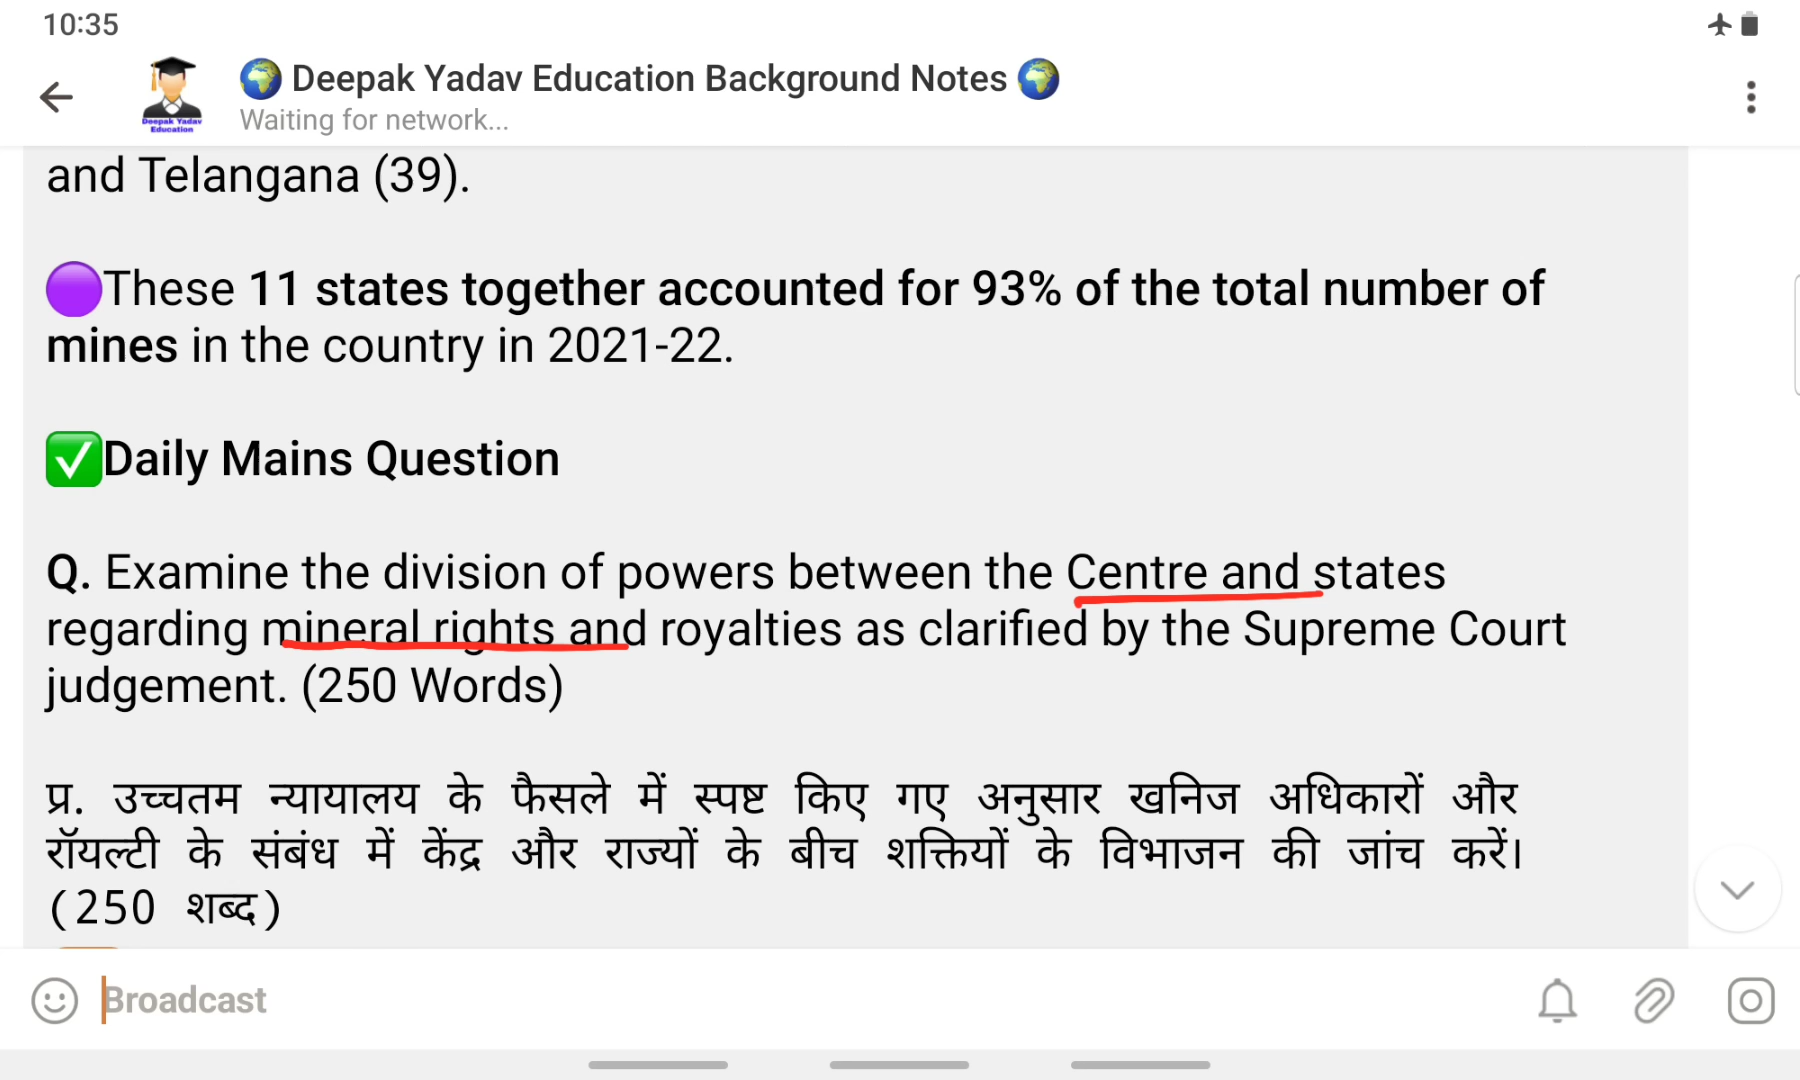 10:35
Deepak Yadav Education Background Notes
Deepak Yadav
Education
Waiting for network...
and Telangana (39).
These 11 states together accounted for 93% of the total number of
mines in the country in 2021-22.
Daily Mains Question
Q. Examine the division of powers between the Centre and states
regarding mineral rights and royalties as clarified by the Supreme Court
judgement. (250 Words)
प्र. उच्चतम न्यायालय के फैसले में स्पष्ट किए गए अनुसार खनिज अधिकारों और
रॉयल्टी के संबंध में केंद्र और राज्यों के बीच शक्तियों के विभाजन की जांच करें।
(250 शब्द)
Broadcast